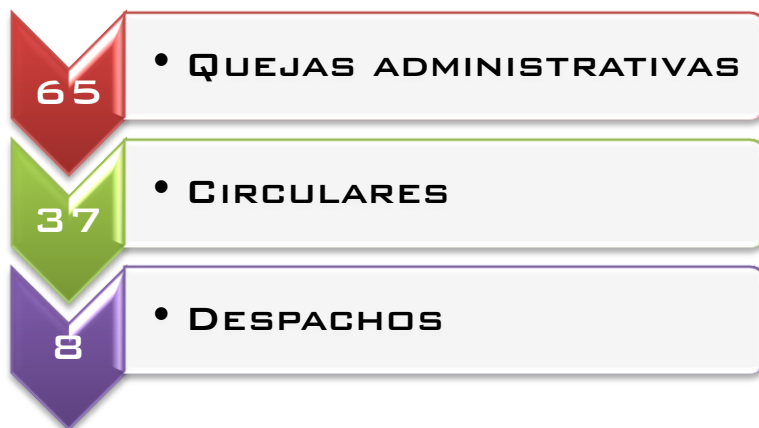 65
• QUEJAS ADMINISTRATIVAS
37
• CIRCULARES
8
• DESPACHOS